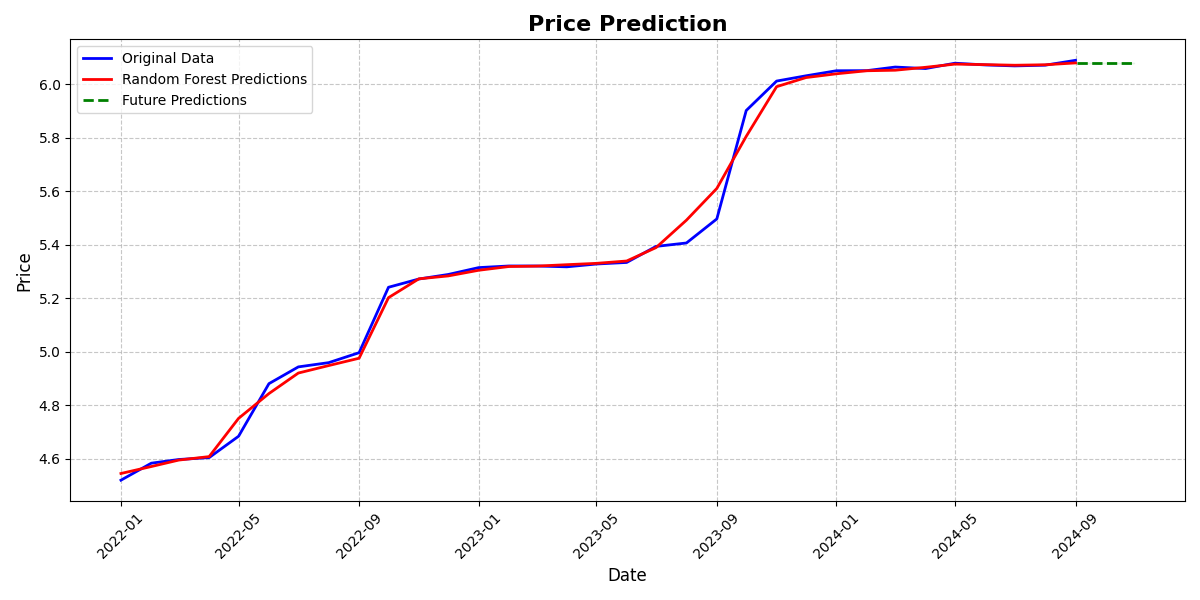 Price Prediction
Original Data
Random Forest Predictions
Future Predictions
Price
6.0
5.8
5.6
5.4
5.2
5.0
4.8
4.6
2022-01
2022-05
2022-09
2023-01
2023-05
2023-09
2024-01
2024-05
2024-09
Date